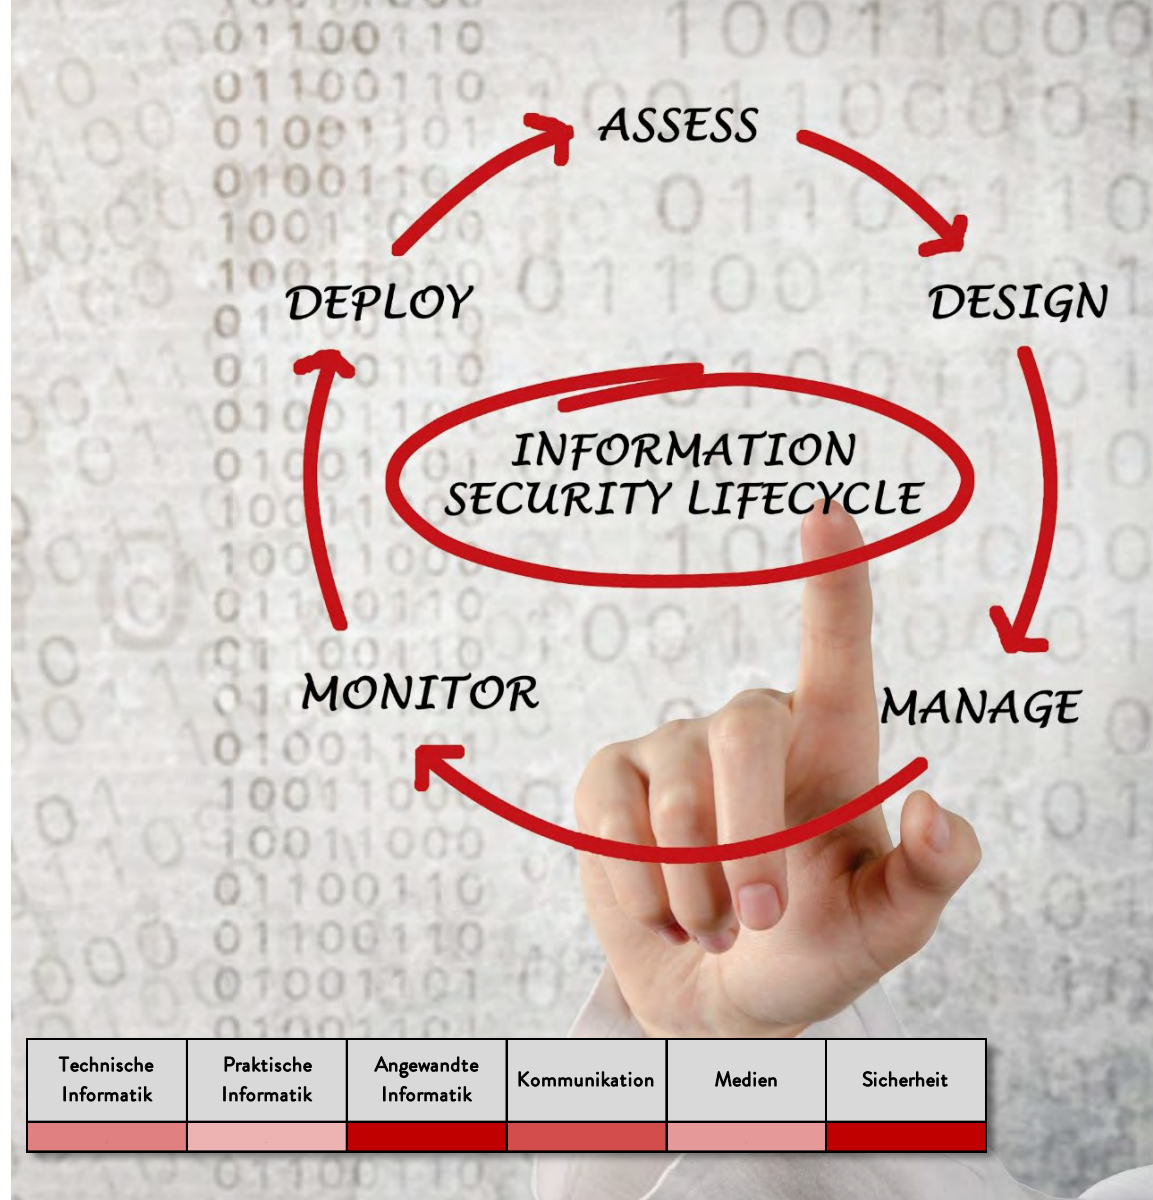 ASSESS
DEPLOY
DESIGN
INFORMATION
SECURITY LIFECYCLE
MONITOR
MANAGE
Technische
Informatik
Praktische
Informatik
Angewandte
Informatik
Kommunikation
Medien
Sicherheit